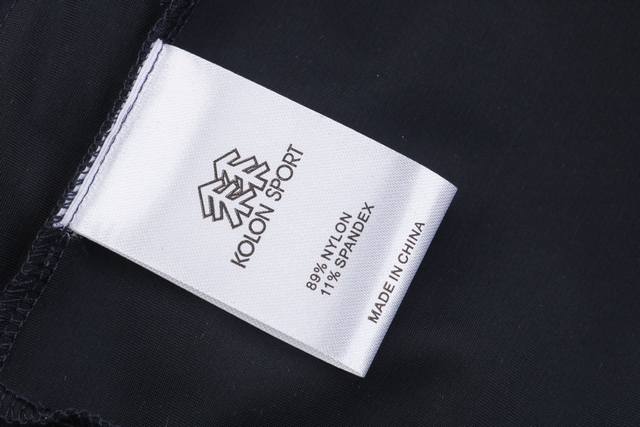 KOLON SPORT
89% NYLON
11% SPANDEX
MADE IN CHINA